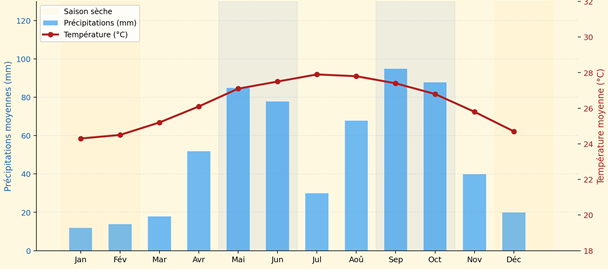 Saison sèche
Précipitations (mm)
Température (°C)
Précipitations moyennes (mm)
120
100
80
60
40
20
0
32
30
28
26
24
22
20
18
Température moyenne (°C)
Jan Fév Mar Avr Mai Jun Jul Aoû Sep Oct Nov Déc